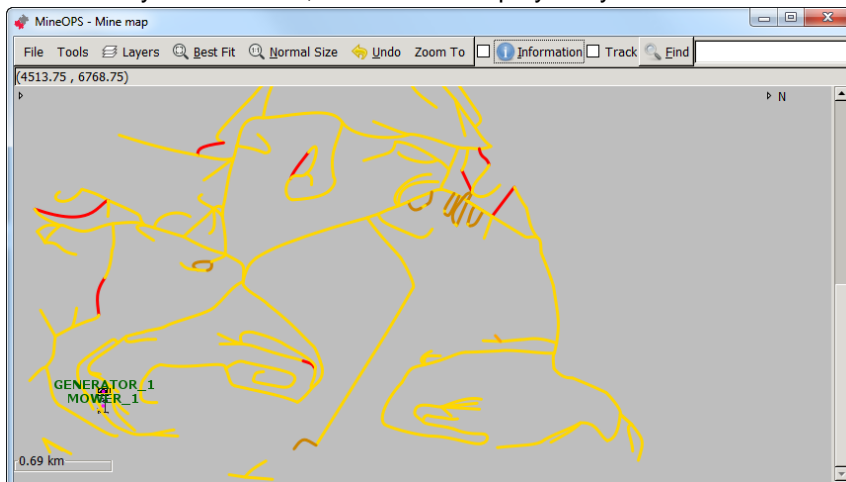 MineOPS - Mine map
File Tools Layers Best Fit Normal Size Undo Zoom To Information Track Find
(4513.75 , 6768.75)
N
GENERATOR_1
MOWER_1
0.69 km